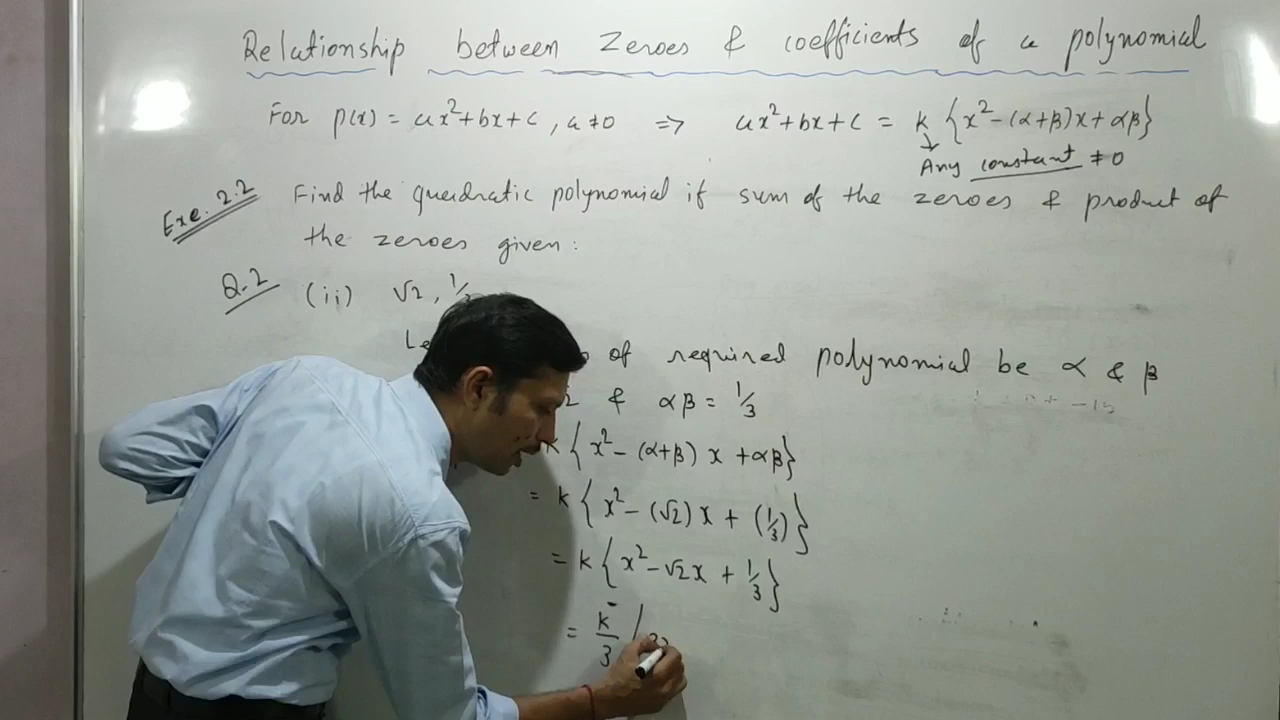 Relationship between Zeroes & coefficients of a polynomial
For p(x) = ax²+bx+c, a≠0 ⇒ ax²+bx+c = k {x²-(α+β)x+αβ}
↓
Any constant ≠0
Exe. 2.2 Find the quadratic polynomial if sum of the zeroes & product of
the zeroes given:
Q.2 (ii) √2,
of required polynomial be α & β
& αβ = 1/3
k {x² - (α+β) x + αβ}
= k {x² - (√2)x + (1/3)}
= k {x² - √2x + 1/3}
= k/3